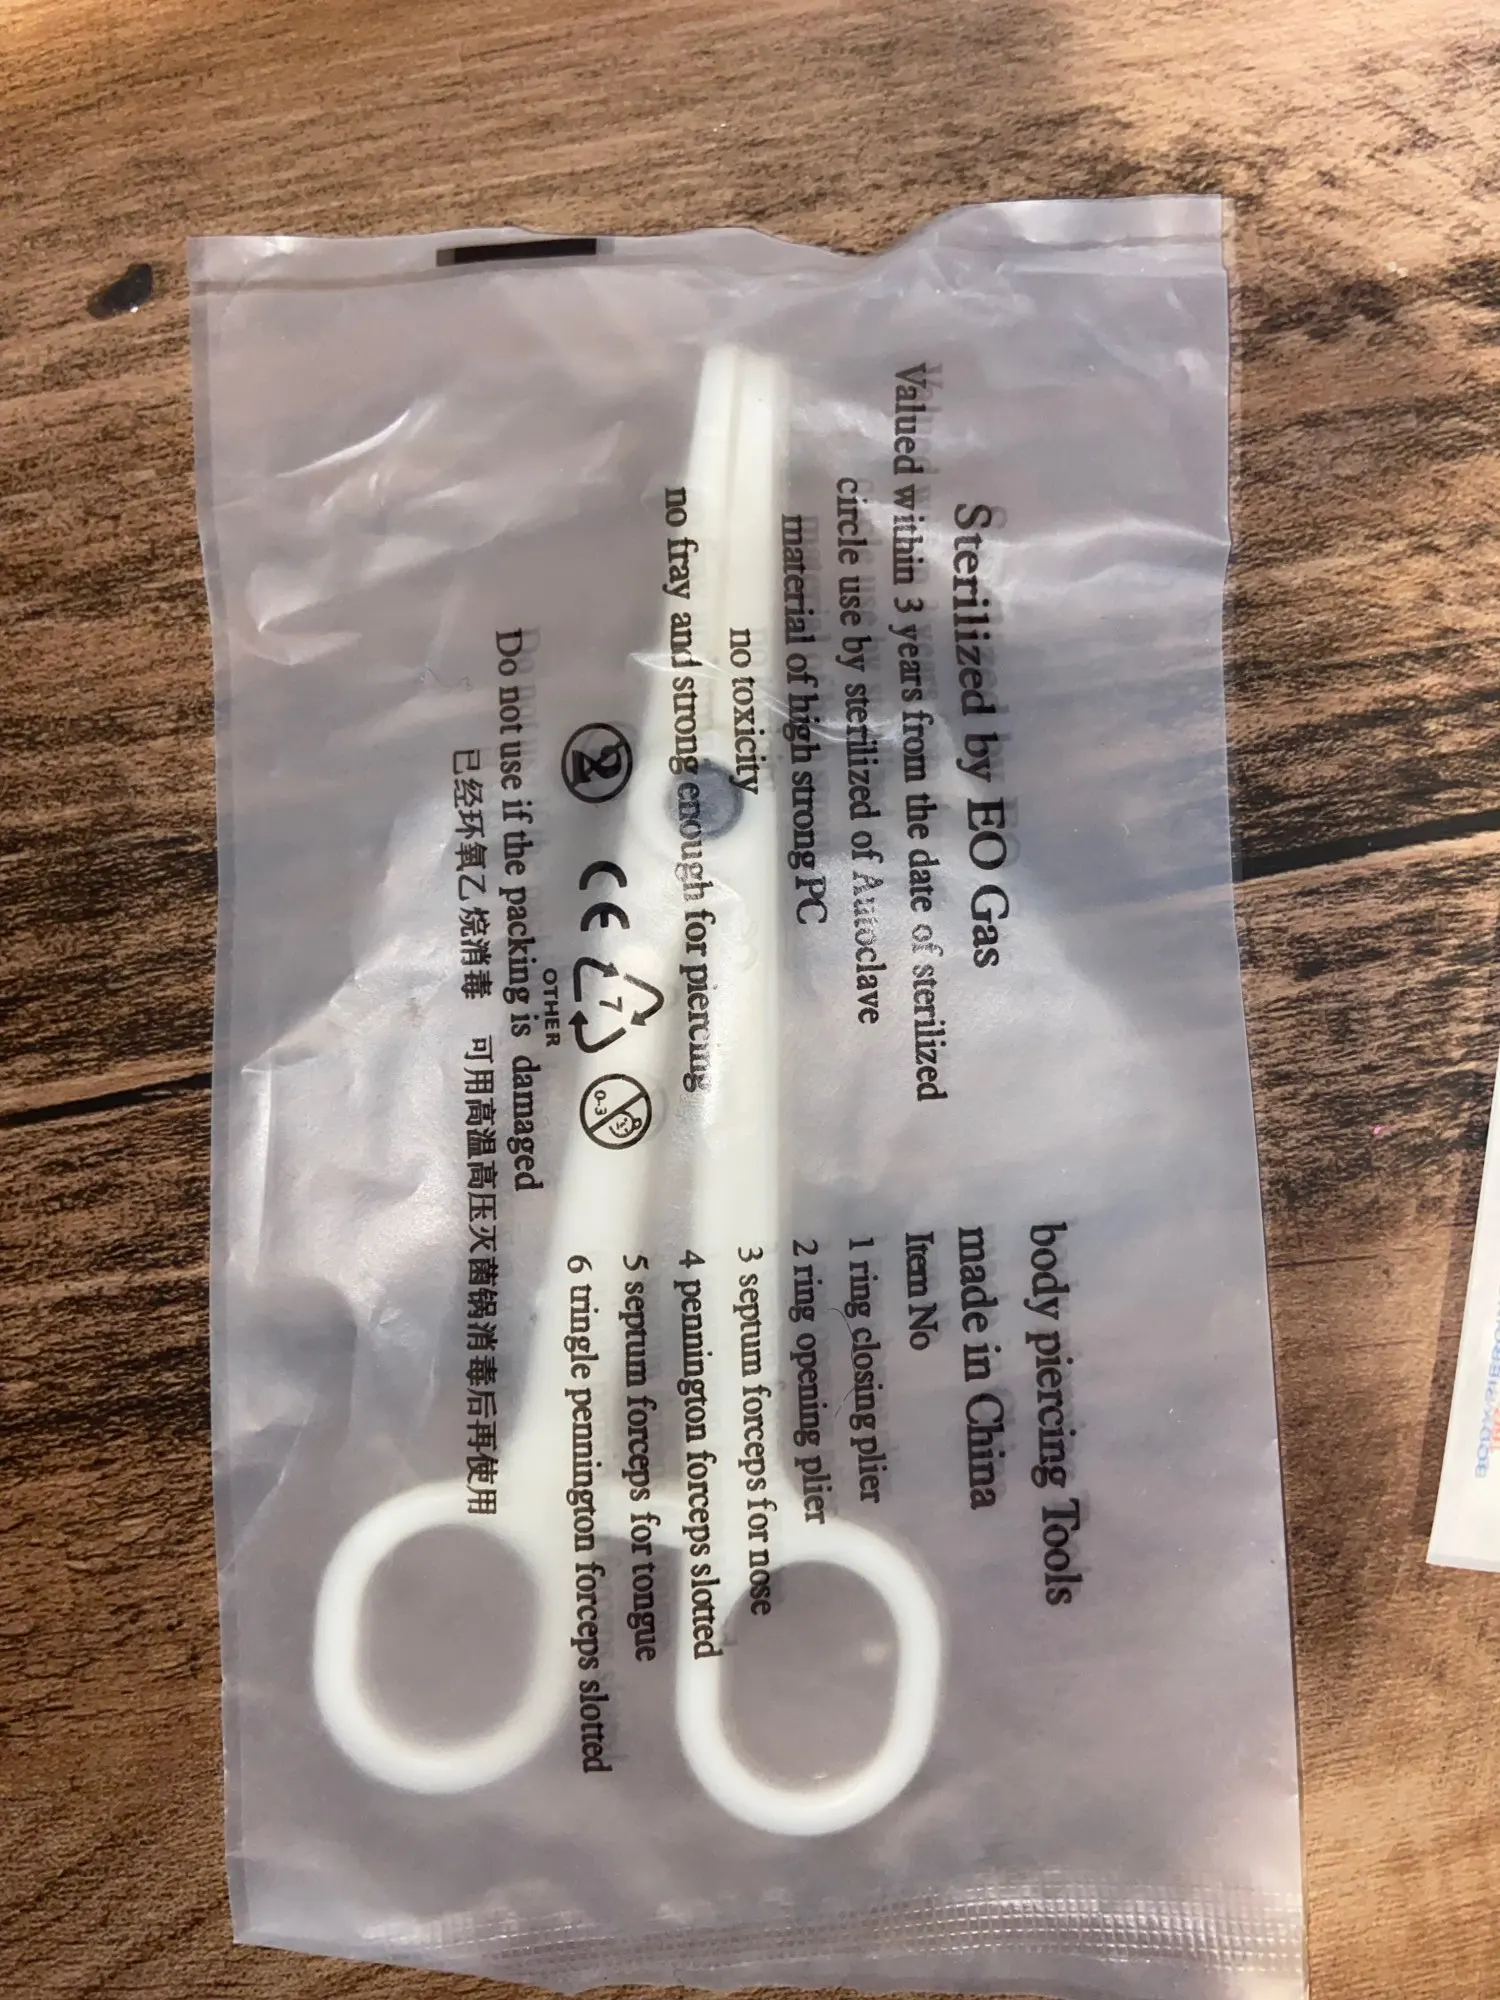 body piercing Tools
made in China
Item No
1 ring closing plier
2 ring opening plier
3 septum forceps for nose
4 pennington forceps slotted
5 septum forceps for tongue
6 tringle pennington forceps slotted
Sterilized by EO Gas
Valued within 3 years from the date of sterilized
circle use by sterilized of Autoclave
material of high strong PC
no toxicity
no fray and strong enough for piercing
2
CE
7
OTHER
0-3
Do not use if the packing is damaged
已经环氧乙烷消毒 可用高温高压灭菌锅消毒后再使用